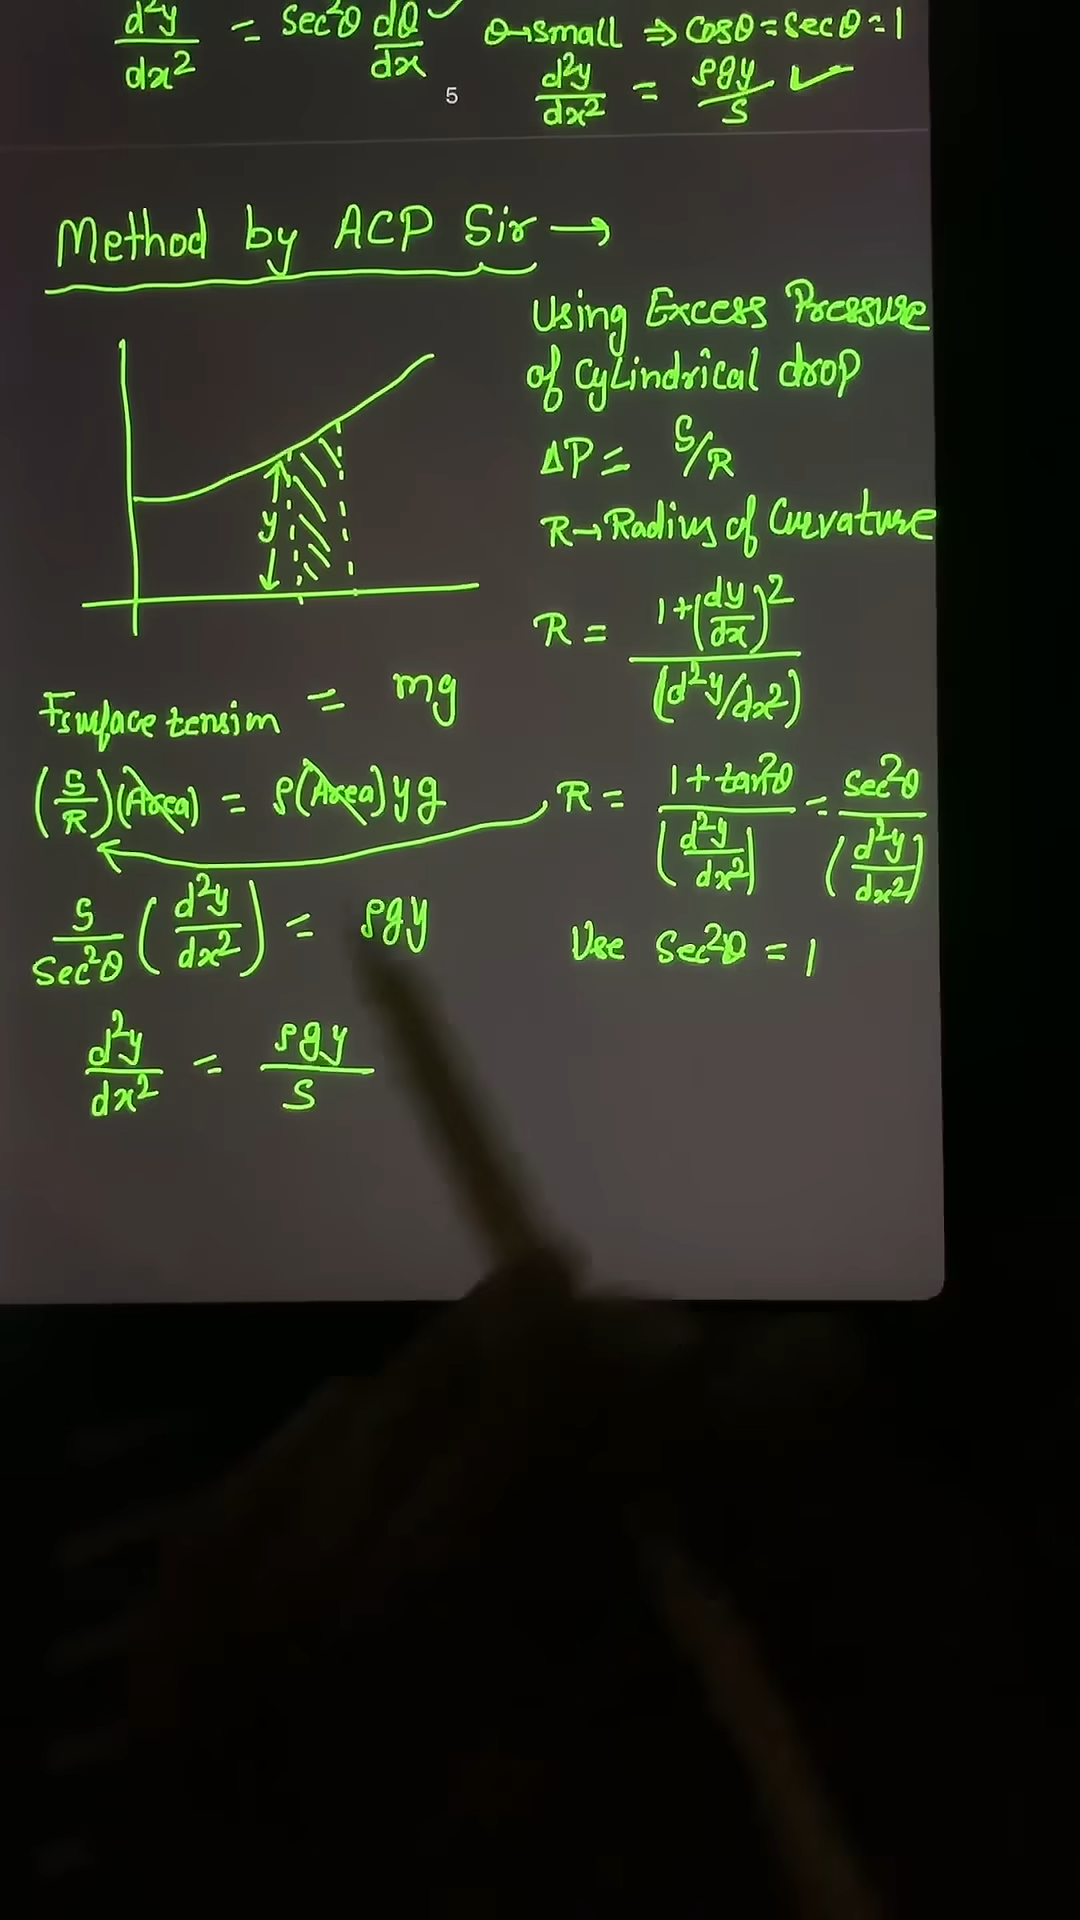 d²y/dx² = sec²θ dθ/dx
θ→small ⇒ cosθ = secθ = 1
d²y/dx² = ρgy/S ✓
5
Method by ACP Sir →
Using Excess Pressure
of Cylindrical drop
ΔP = S/R
R→Radius of Curvature
R = 1+(dy/dx)²/(d²y/dx²)
R = 1+tan²θ/(d²y/dx²) = sec²θ/(d²y/dx²)
Use sec²θ = 1
y
Fsurface tension = mg
(S/R)(Area) = ρ(Area)yg
S/sec²θ (d²y/dx²) = ρgy
d²y/dx² = ρgy/S